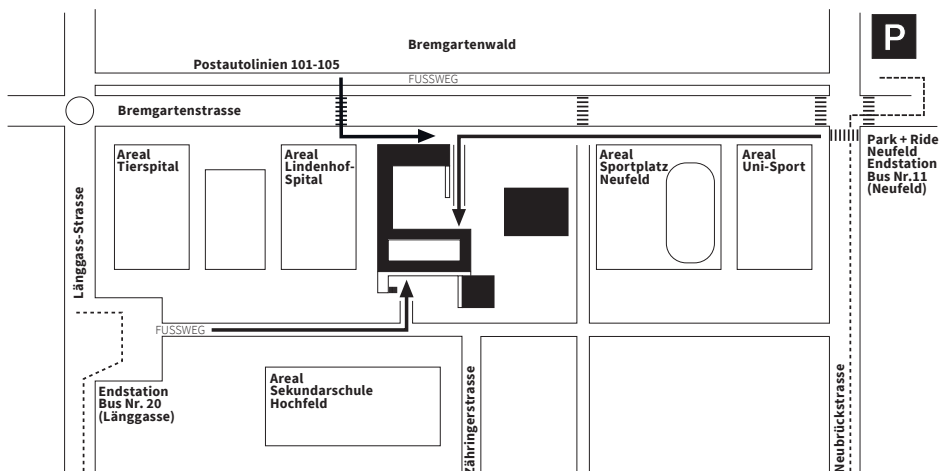 P
Bremgartenwald
Postautolinien 101-105
FUSSWEG
Bremgartenstrasse
Park + Ride
Neufeld
Endstation
Bus Nr.11
(Neufeld)
Areal
Tierspital
Areal
Lindenhof-
Spital
Areal
Sportplatz
Neufeld
Areal
Uni-Sport
Länggass-Strasse
FUSSWEG
Endstation
Bus Nr. 20
(Länggasse)
Areal
Sekundarschule
Hochfeld
Zähringerstrasse
Neubrückstrasse